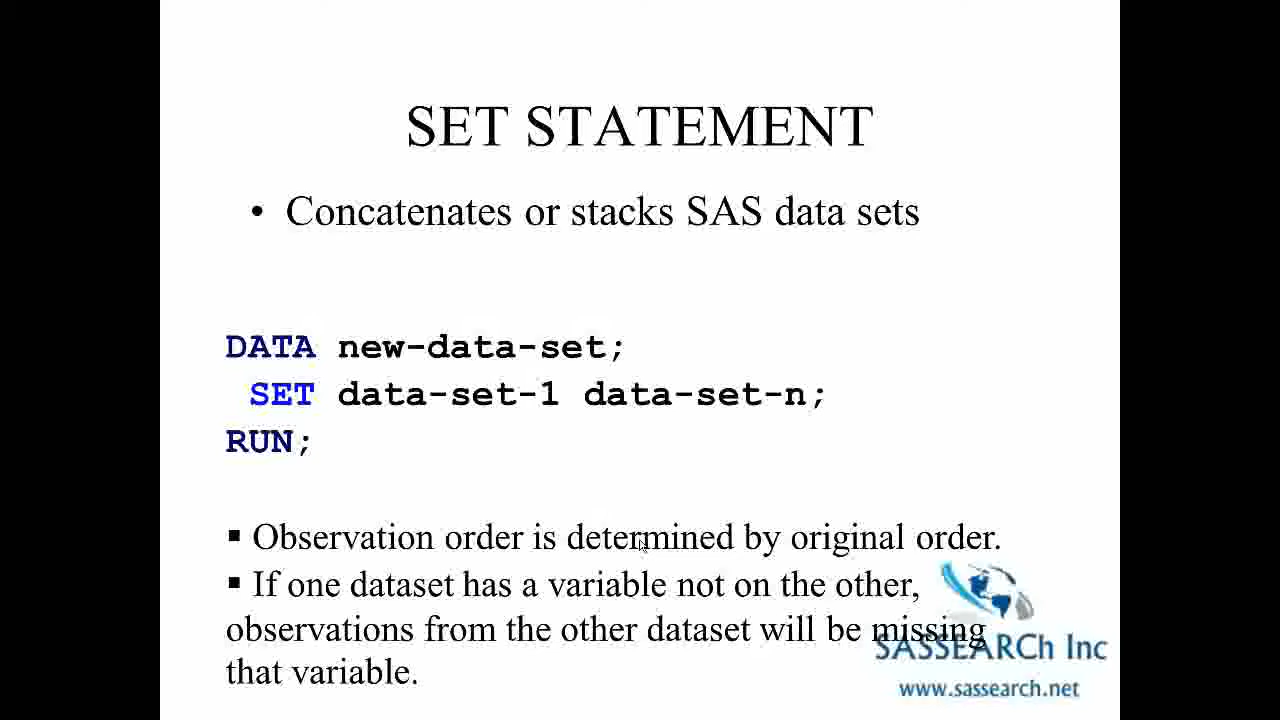 SET STATEMENT
• Concatenates or stacks SAS data sets
DATA new-data-set;
SET data-set-1 data-set-n;
RUN;
▪ Observation order is determined by original order.
▪ If one dataset has a variable not on the other,
observations from the other dataset will be missing
that variable.
SASSEARCh Inc
www.sassearch.net